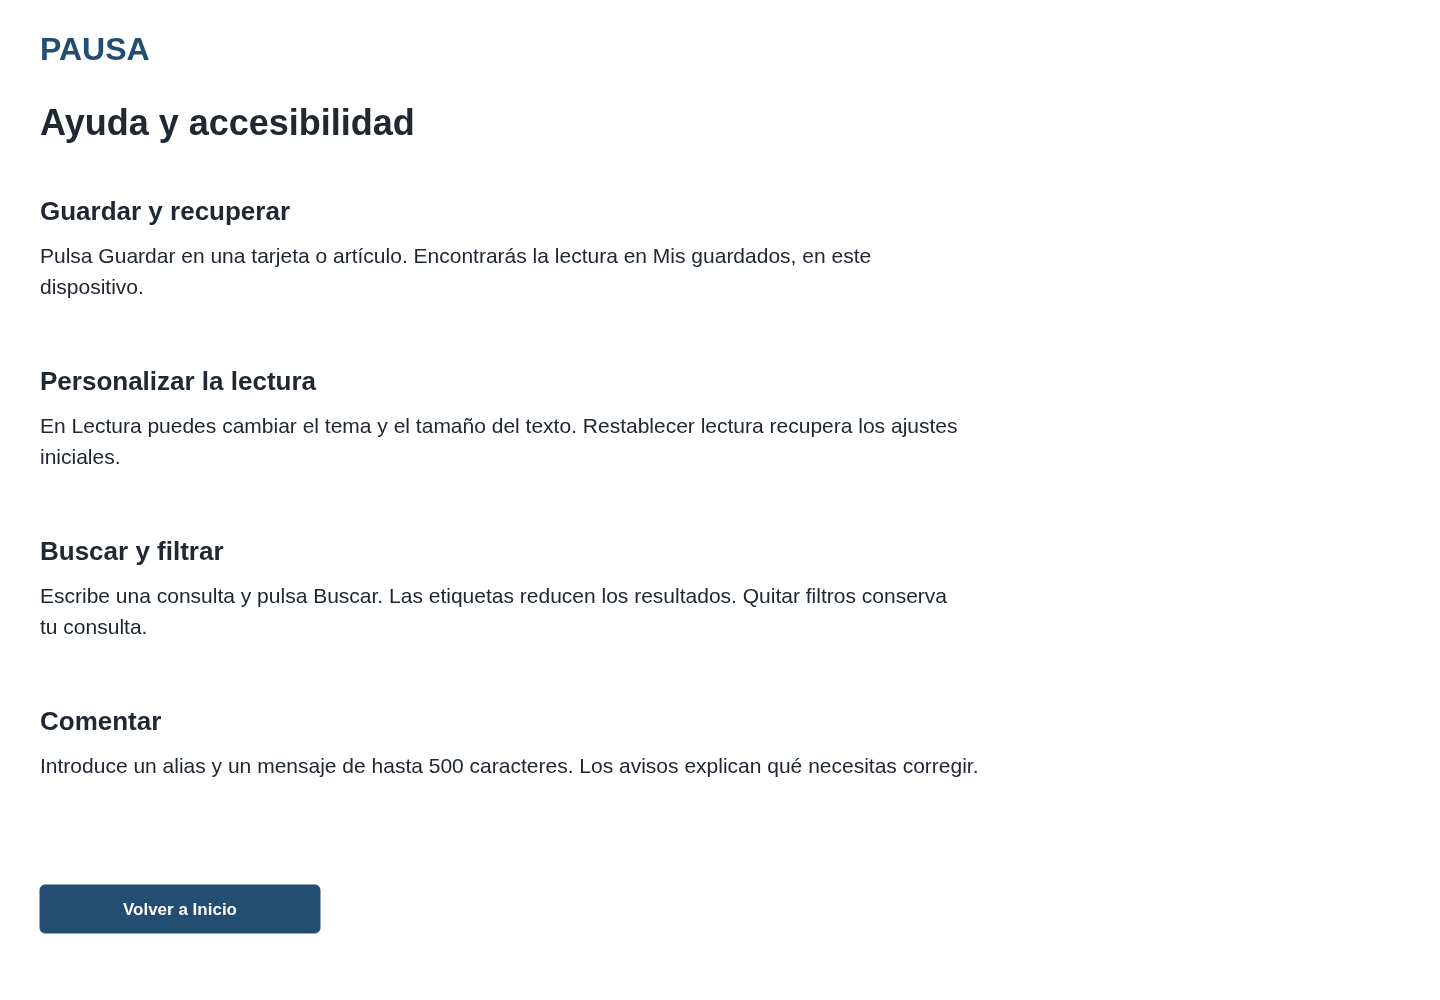 PAUSA
Ayuda y accesibilidad
Guardar y recuperar
Pulsa Guardar en una tarjeta o artículo. Encontrarás la lectura en Mis guardados, en este
dispositivo.
Personalizar la lectura
En Lectura puedes cambiar el tema y el tamaño del texto. Restablecer lectura recupera los ajustes
iniciales.
Buscar y filtrar
Escribe una consulta y pulsa Buscar. Las etiquetas reducen los resultados. Quitar filtros conserva
tu consulta.
Comentar
Introduce un alias y un mensaje de hasta 500 caracteres. Los avisos explican qué necesitas corregir.
Volver a Inicio